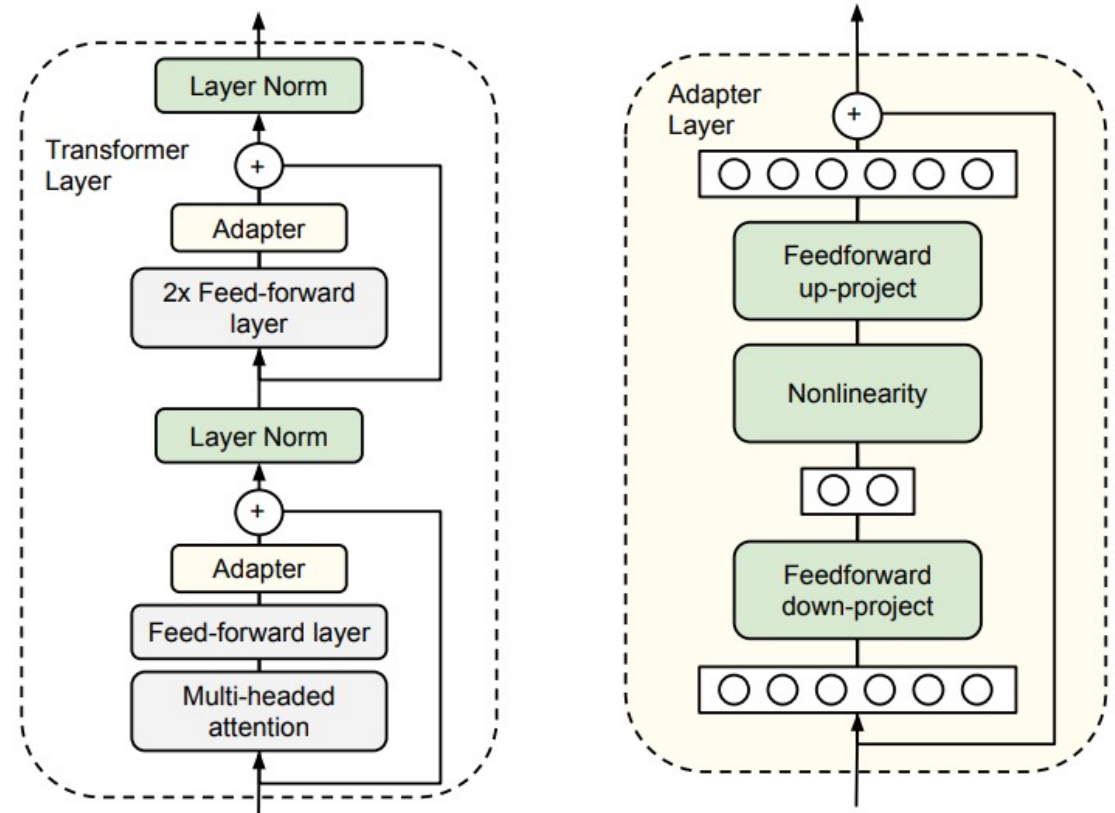 Layer Norm
Transformer
Layer
+
Adapter
2x Feed-forward
layer
Layer Norm
+
Adapter
Feed-forward layer
Multi-headed
attention
Adapter
Layer
+
Feedforward
up-project
Nonlinearity
Feedforward
down-project